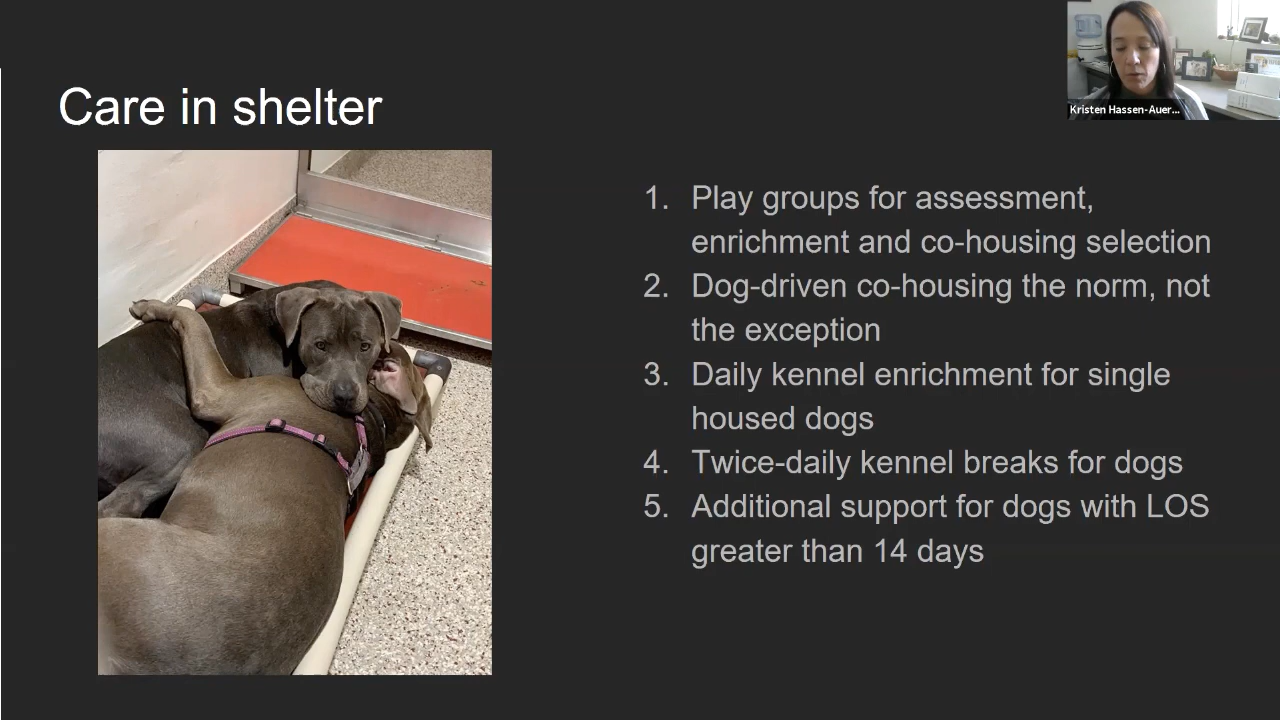 Care in shelter
Kristen Hassen-Auer...
1. Play groups for assessment,
enrichment and co-housing selection
2. Dog-driven co-housing the norm, not
the exception
3. Daily kennel enrichment for single
housed dogs
4. Twice-daily kennel breaks for dogs
5. Additional support for dogs with LOS
greater than 14 days